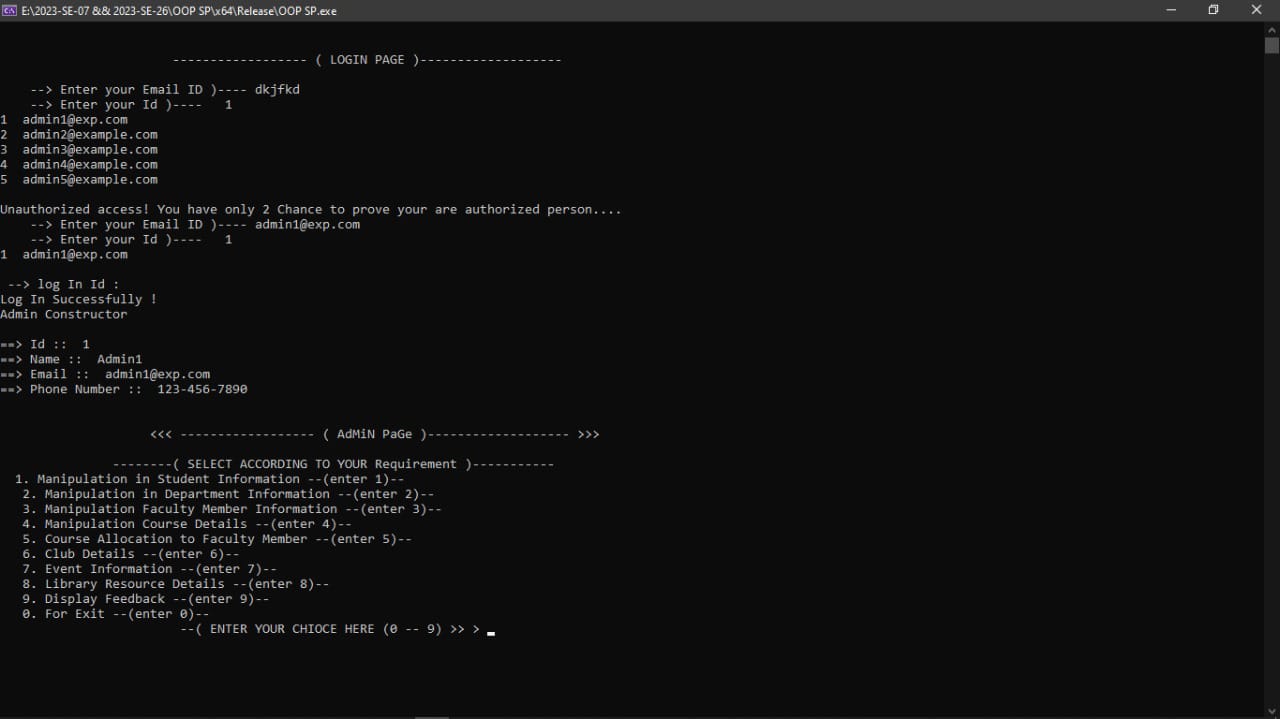 E:\2023-SE-07 && 2023-SE-26\OOP SP\x64\Release\OOP SP.exe
------------------ ( LOGIN PAGE )-------------------
--> Enter your Email ID )---- dkjfkd
--> Enter your Id )----   1
1  admin1@exp.com
2  admin2@example.com
3  admin3@example.com
4  admin4@example.com
5  admin5@example.com
Unauthorized access! You have only 2 Chance to prove your are authorized person....
--> Enter your Email ID )---- admin1@exp.com
--> Enter your Id )----   1
1  admin1@exp.com
--> log In Id :
Log In Successfully !
Admin Constructor
==> Id ::  1
==> Name ::  Admin1
==> Email ::  admin1@exp.com
==> Phone Number ::  123-456-7890
<<< ------------------ ( AdMiN PaGe )------------------- >>>
--------( SELECT ACCORDING TO YOUR Requirement )-----------
1. Manipulation in Student Information --(enter 1)--
2. Manipulation in Department Information --(enter 2)--
3. Manipulation Faculty Member Information --(enter 3)--
4. Manipulation Course Details --(enter 4)--
5. Course Allocation to Faculty Member --(enter 5)--
6. Club Details --(enter 6)--
7. Event Information --(enter 7)--
8. Library Resource Details --(enter 8)--
9. Display Feedback --(enter 9)--
0. For Exit --(enter 0)--
--( ENTER YOUR CHIOCE HERE (0 -- 9) >> >